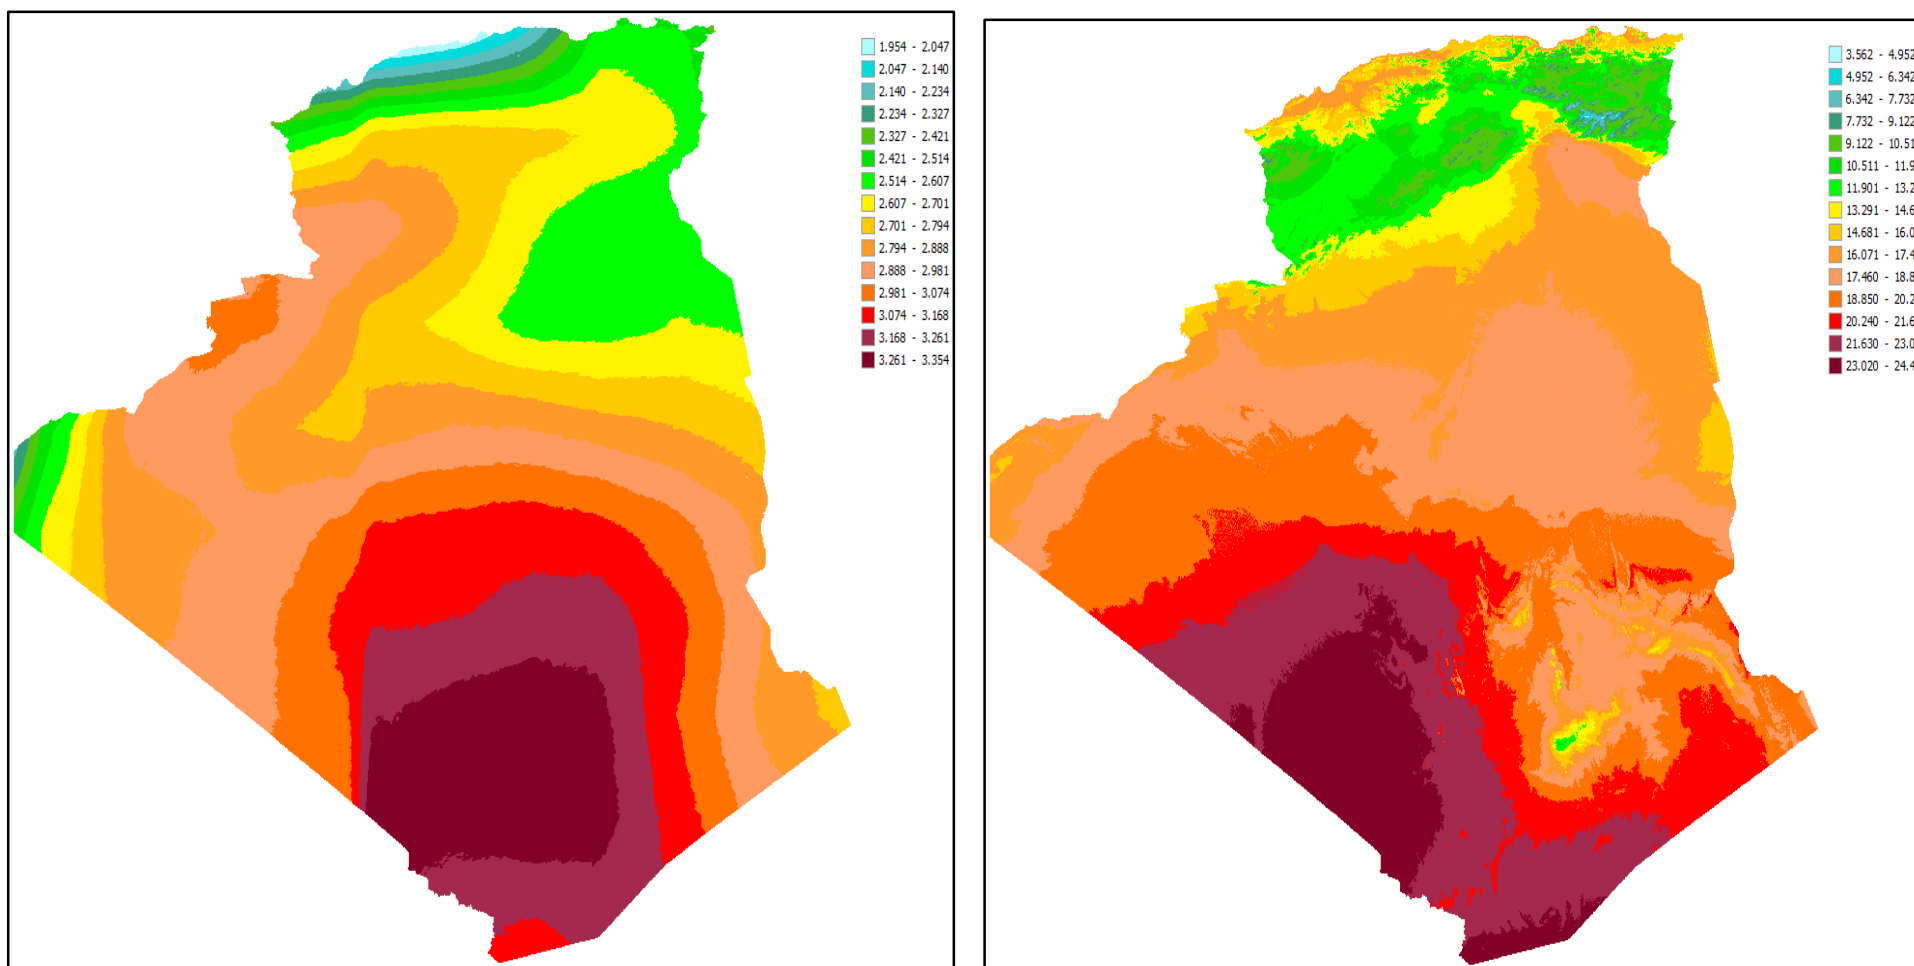 1.954 - 2.047
2.047 - 2.140
2.140 - 2.234
2.234 - 2.327
2.327 - 2.421
2.421 - 2.514
2.514 - 2.607
2.607 - 2.701
2.701 - 2.794
2.794 - 2.888
2.888 - 2.981
2.981 - 3.074
3.074 - 3.168
3.168 - 3.261
3.261 - 3.354
3.562 - 4.952
4.952 - 6.342
6.342 - 7.732
7.732 - 9.122
9.122 - 10.51
10.511 - 11.9
11.901 - 13.2
13.291 - 14.6
14.681 - 16.0
16.071 - 17.4
17.460 - 18.8
18.850 - 20.2
20.240 - 21.6
21.630 - 23.0
23.020 - 24.4